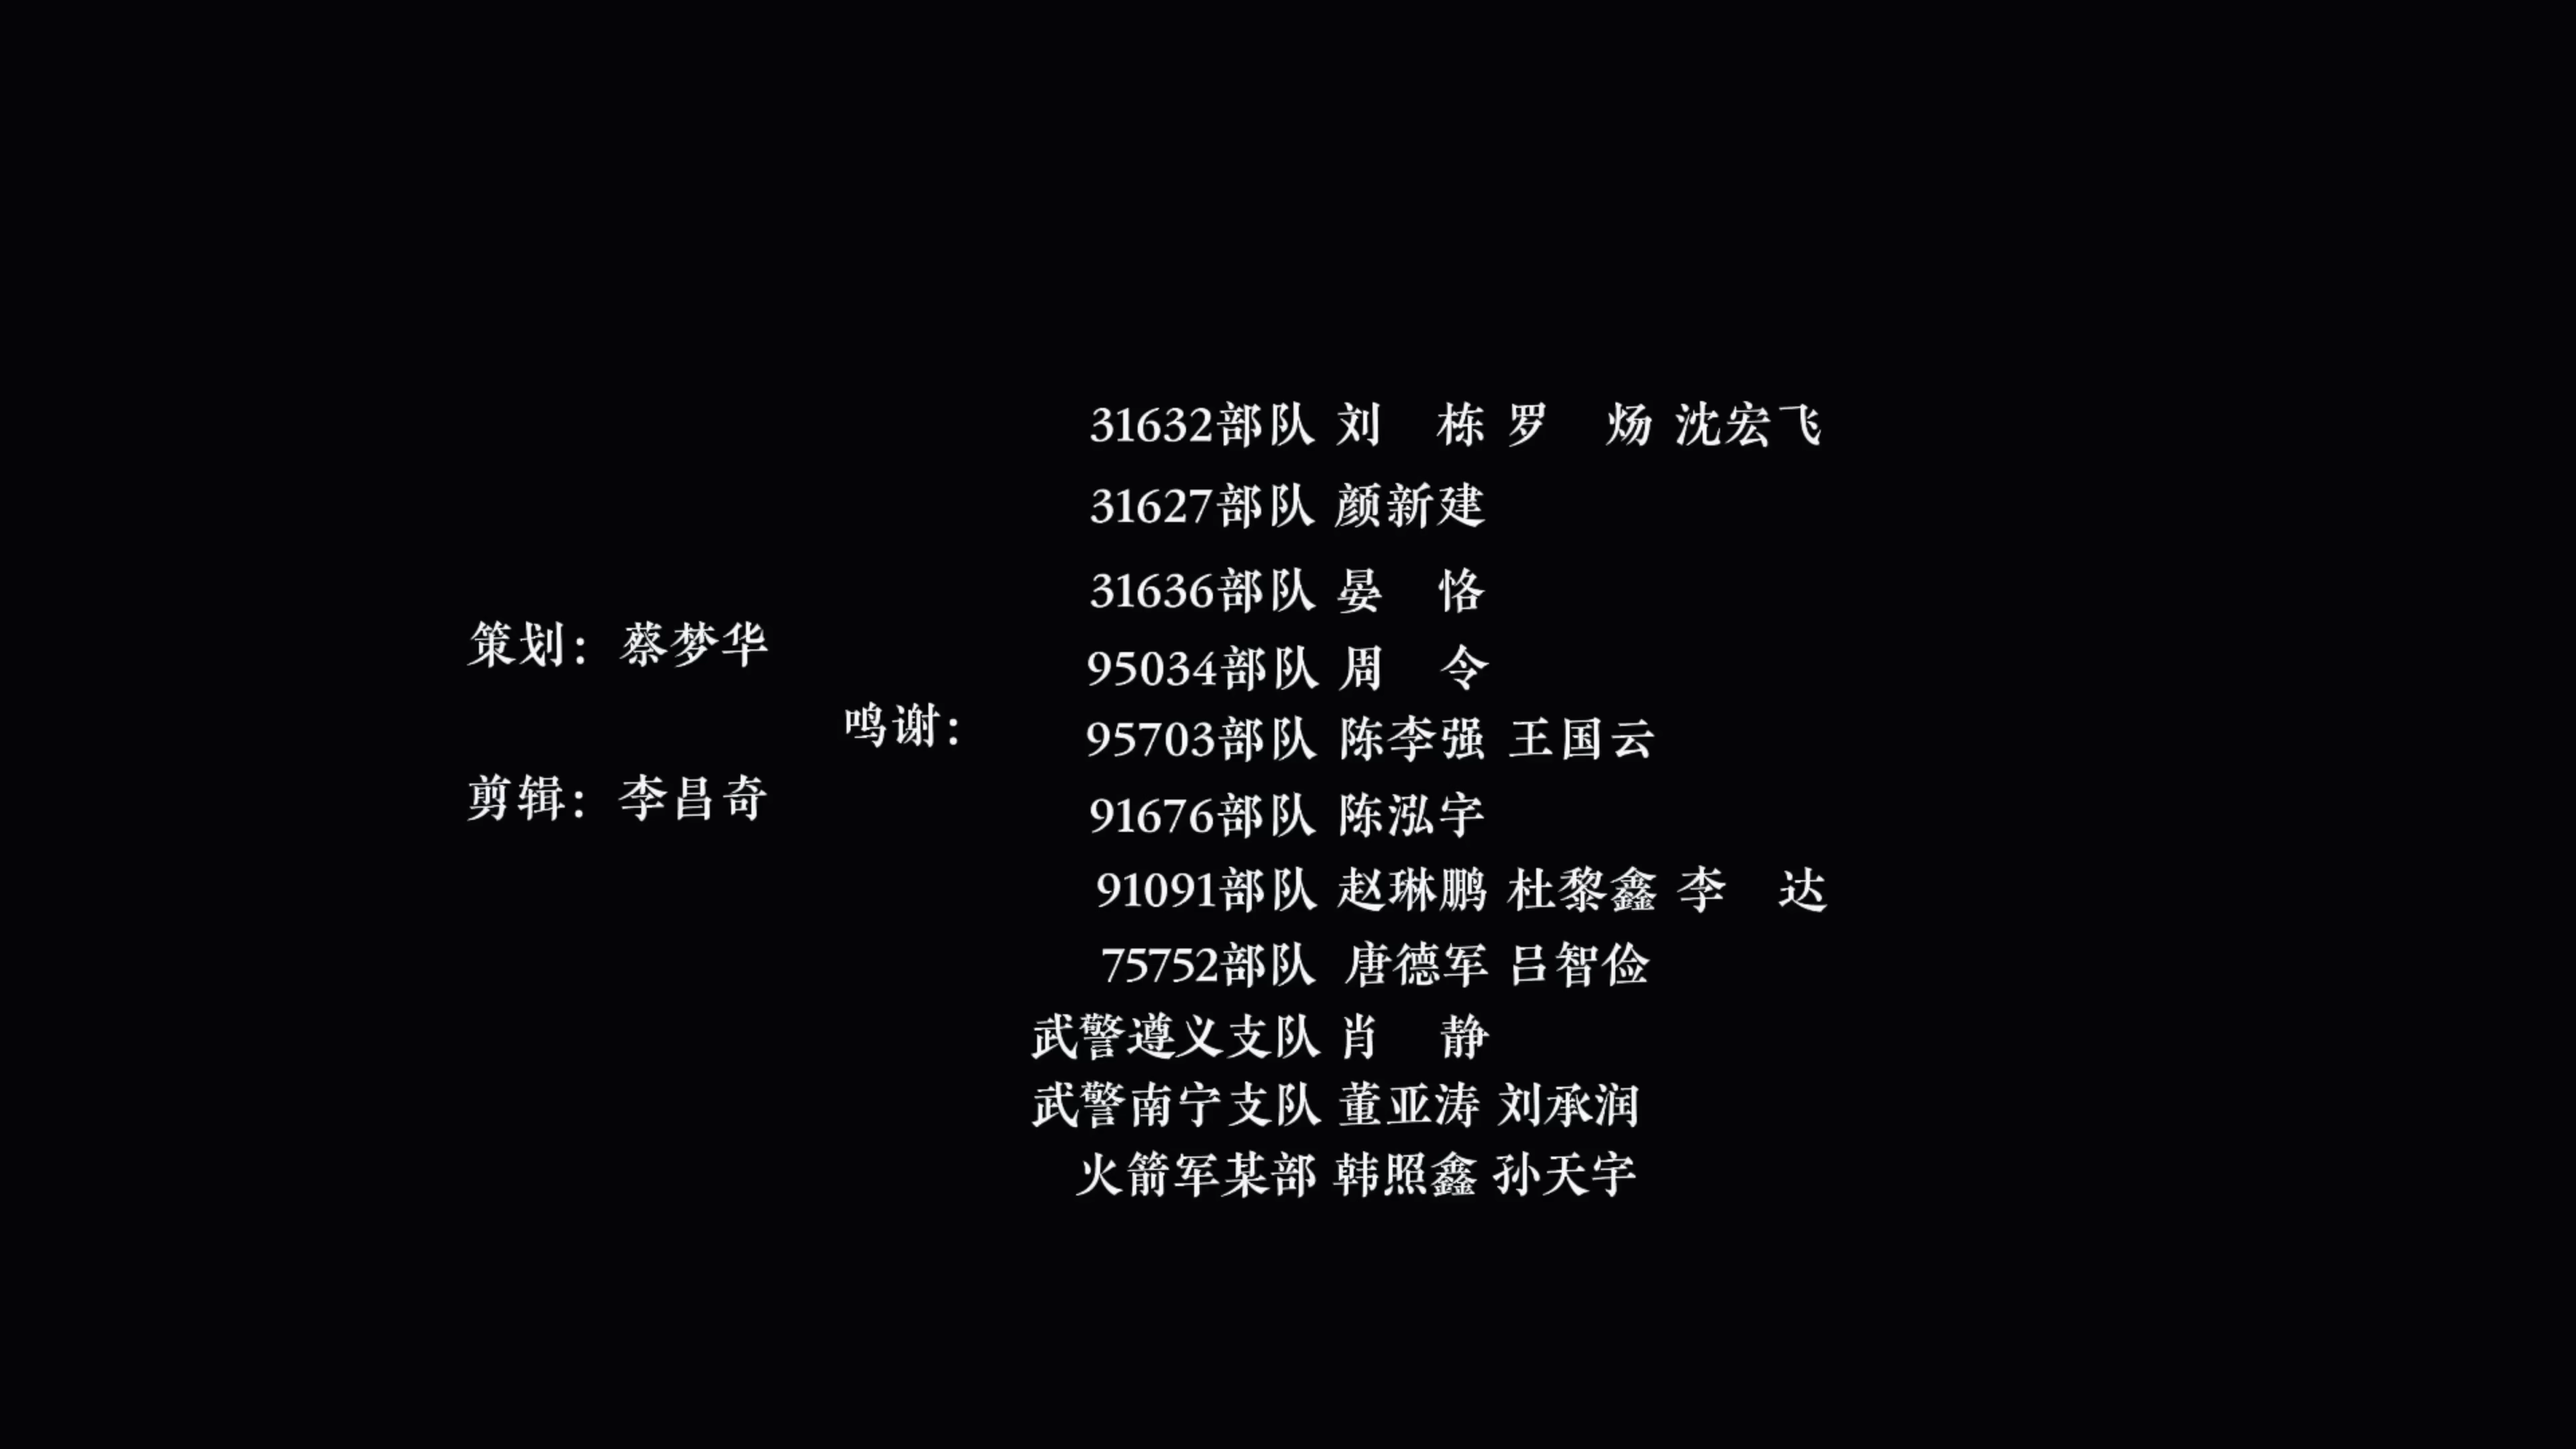 策划：蔡梦华
剪辑：李昌奇
鸣谢：
31632部队 刘　栋 罗　炀 沈宏飞
31627部队 颜新建
31636部队 晏　恪
95034部队 周　令
95703部队 陈李强 王国云
91676部队 陈泓宇
91091部队 赵琳鹏 杜黎鑫 李　达
75752部队 唐德军 吕智俭
武警遵义支队 肖　静
武警南宁支队 董亚涛 刘承润
火箭军某部 韩照鑫 孙天宇